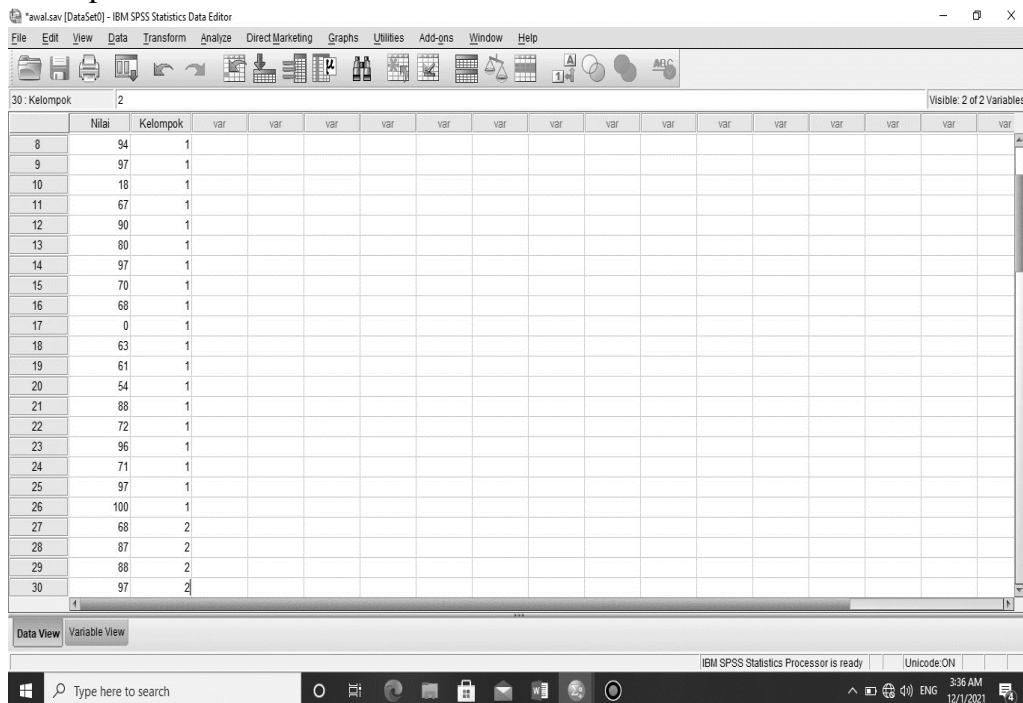 *awal.sav [DataSet0] - IBM SPSS Statistics Data Editor
File Edit View Data Transform Analyze Direct Marketing Graphs Utilities Add-ons Window Help
30 : Kelompok 2 Visible: 2 of 2 Variables
Nilai Kelompok var var var var var var var var var var var var var var
8 94 1
9 97 1
10 18 1
11 67 1
12 90 1
13 80 1
14 97 1
15 70 1
16 68 1
17 0 1
18 63 1
19 61 1
20 54 1
21 88 1
22 72 1
23 96 1
24 71 1
25 97 1
26 100 1
27 68 2
28 87 2
29 88 2
30 97 2
Data View Variable View
IBM SPSS Statistics Processor is ready Unicode:ON
Type here to search ENG 3:36 AM
12/1/2021